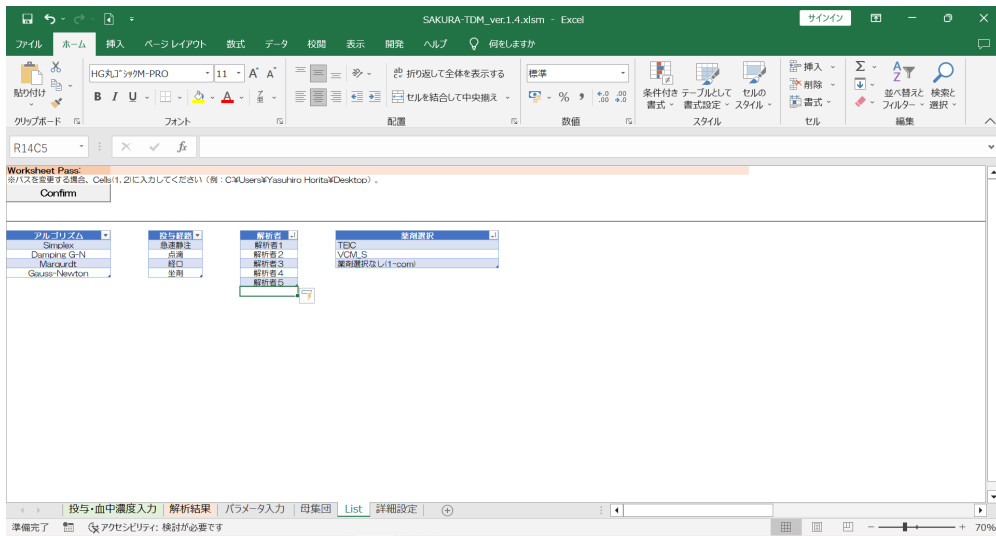 SAKURA-TDM_ver.1.4.xlsm - Excel
サインイン
ファイル ホーム 挿入 ページ レイアウト 数式 データ 校閲 表示 開発 ヘルプ 何をしますか
貼り付け
HG丸ゴシックM-PRO 11 A A
B I U A
折り返して全体を表示する
セルを結合して中央揃え
標準
% 9 .00
条件付き書式 テーブルとして書式設定 セルのスタイル
挿入
削除
書式
並べ替えと フィルター 検索と 選択
クリップボード フォント 配置 数値 スタイル セル 編集
R14C5 fx
Worksheet Pass:
※パスを変更する場合、Cells(1, 2)に入力してください（例：C:¥Users¥Yasuhiro Horita¥Desktop）。
Confirm
アルゴリズム 投与経路 解析者 薬剤選択
Simplex 急速静注 解析者1 TEIC
Damping G-N 点滴 解析者2 VCM_S
Marqurdt 経口 解析者3 薬剤選択なし(1-com)
Gauss-Newton 坐剤 解析者4
解析者5
投与・血中濃度入力 解析結果 パラメータ入力 母集団 List 詳細設定
準備完了 アクセシビリティ: 検討が必要です 70%